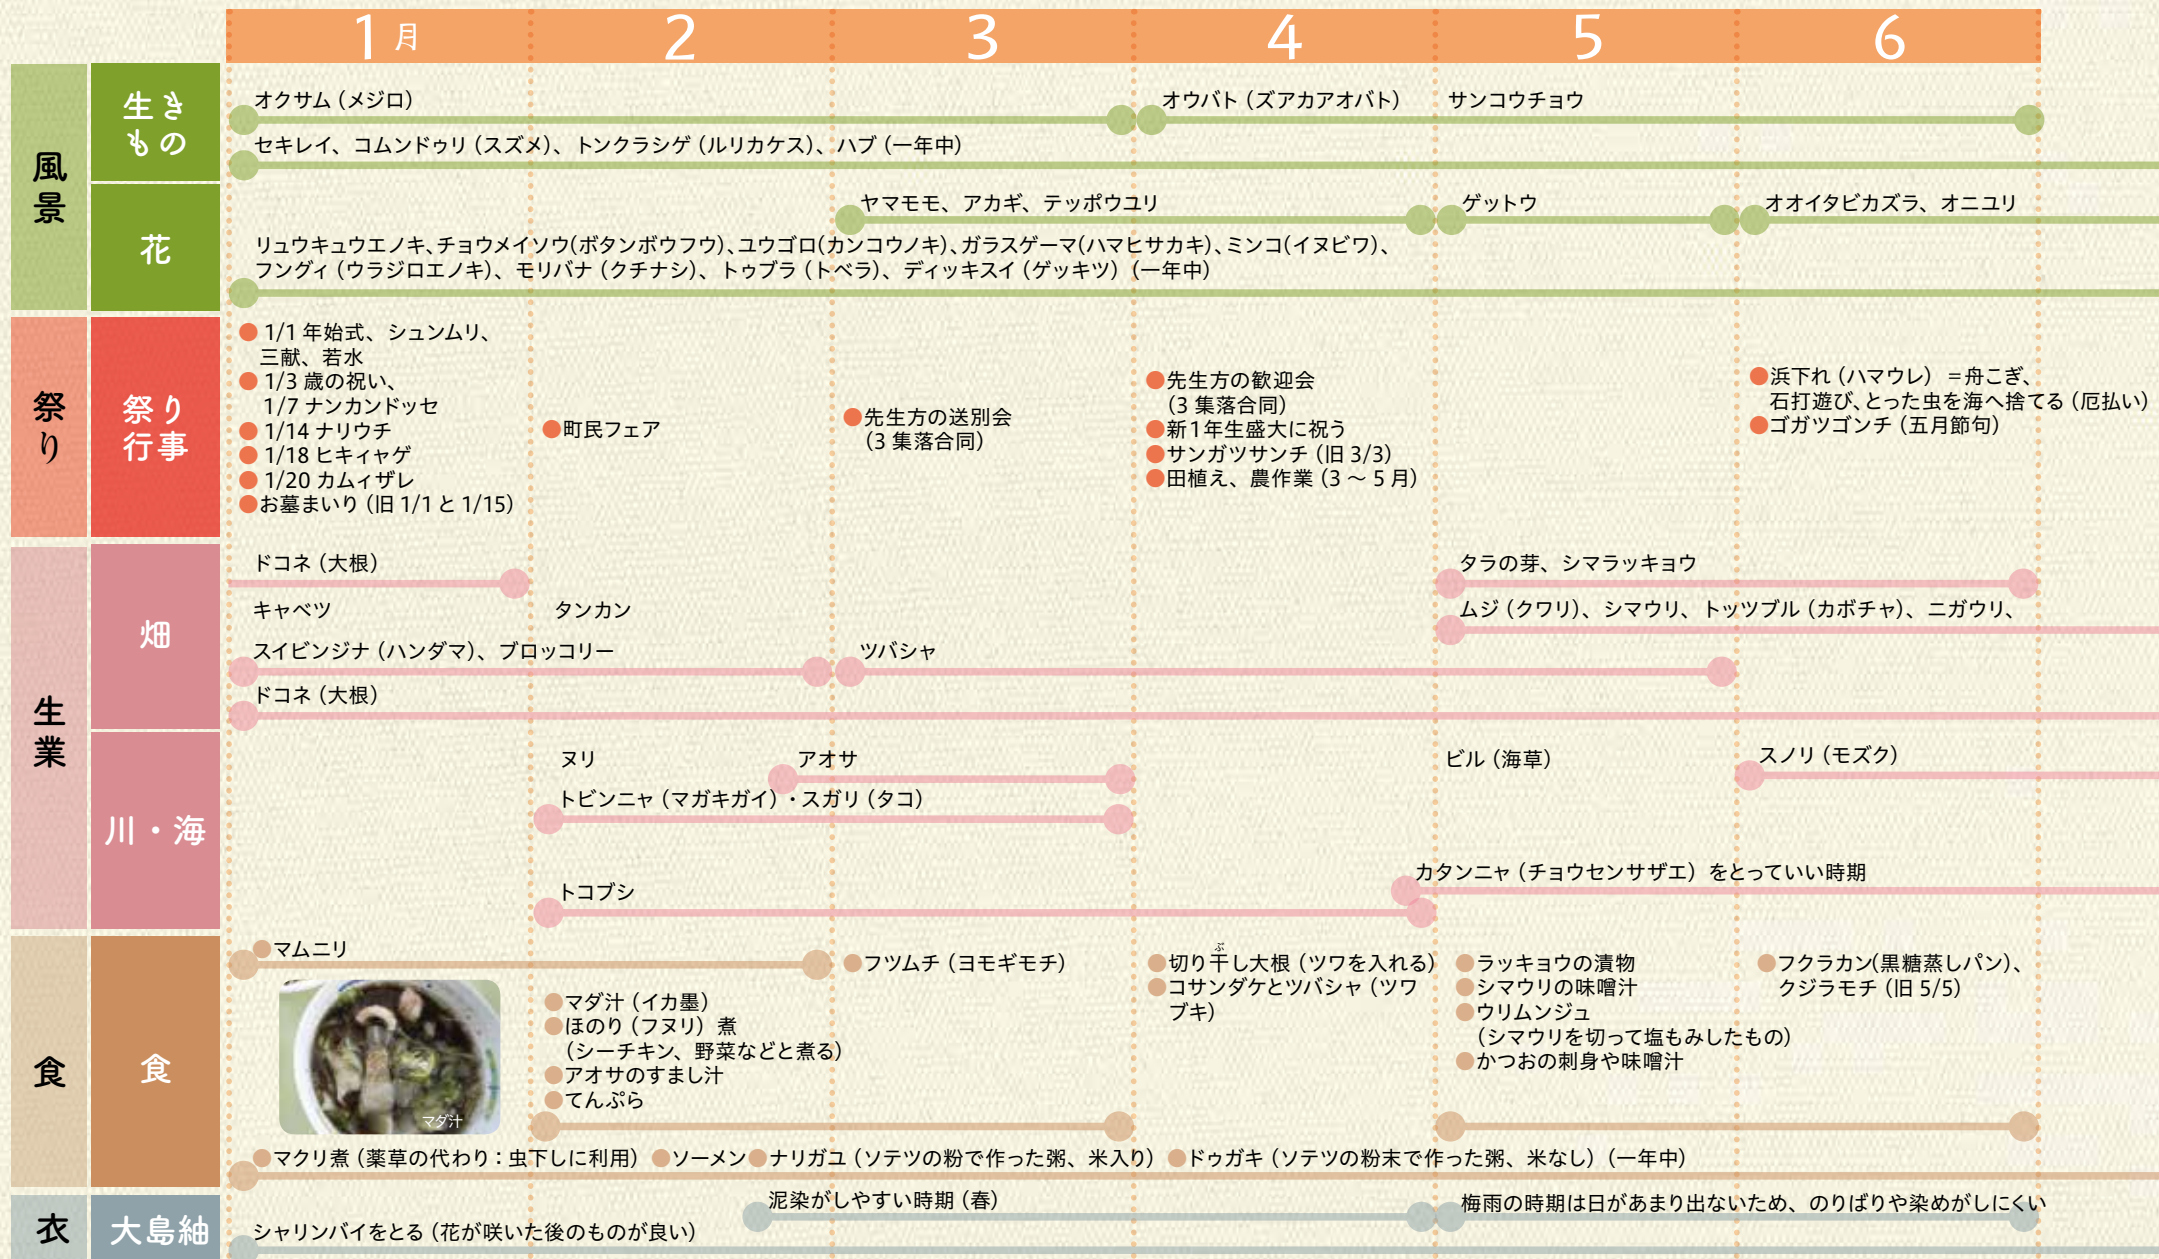 1月 2 3 4 5 6
風景
生きもの
オクサム（メジロ）
オウバト（ズアカアオバト）
サンコウチョウ
セキレイ、コムンドゥリ（スズメ）、トンクラシゲ（ルリカケス）、ハブ（一年中）
花
ヤマモモ、アカギ、テッポウユリ
ゲットウ
オオイタビカズラ、オニユリ
リュウキュウエノキ、チョウメイソウ（ボタンボウフウ）、ユウゴロ（カンコウノキ）、ガラスゲーマ（ハマヒサカキ）、ミンコ（イヌビワ）、
フングィ（ウラジロエノキ）、モリバナ（クチナシ）、トゥブラ（トベラ）、ディッキスイ（ゲッキツ）（一年中）
祭り
祭り行事
●1/1 年始式、シュンムリ、
三献、若水
●1/3 歳の祝い、
1/7 ナンカンドッセ
●1/14 ナリウチ
●1/18 ヒキィャゲ
●1/20 カムィザレ
●お墓まいり（旧 1/1 と 1/15）
●町民フェア
●先生方の送別会
（3 集落合同）
●先生方の歓迎会
（3 集落合同）
●新1年生盛大に祝う
●サンガツサンチ（旧 3/3）
●田植え、農作業（3 〜 5 月）
●浜下れ（ハマウレ）＝舟こぎ、
石打遊び、とった虫を海へ捨てる（厄払い）
●ゴガツゴンチ（五月節句）
生業
畑
ドコネ（大根）
タラの芽、シマラッキョウ
キャベツ
タンカン
ムジ（クワリ）、シマウリ、トッツブル（カボチャ）、ニガウリ、
スイビンジナ（ハンダマ）、ブロッコリー
ツバシャ
ドコネ（大根）
川・海
ヌリ
アオサ
ビル（海草）
スノリ（モズク）
トビンニャ（マガキガイ）・スガリ（タコ）
カタンニャ（チョウセンサザエ）をとっていい時期
トコブシ
食
食
●マムニリ
マダ汁
●マダ汁（イカ墨）
●ほのり（フヌリ）煮
（シーチキン、野菜などと煮る）
●アオサのすまし汁
●てんぷら
●フツムチ（ヨモギモチ）
ぶ
●切り干し大根（ツワを入れる）
●コサンダケとツバシャ（ツワ
ブキ）
●ラッキョウの漬物
●シマウリの味噌汁
●ウリムンジュ
（シマウリを切って塩もみしたもの）
●かつおの刺身や味噌汁
●フクラカン（黒糖蒸しパン）、
クジラモチ（旧 5/5）
●マクリ煮（薬草の代わり：虫下しに利用）●ソーメン●ナリガユ（ソテツの粉で作った粥、米入り）●ドゥガキ（ソテツの粉末で作った粥、米なし）（一年中）
衣
大島紬
泥染がしやすい時期（春）
梅雨の時期は日があまり出ないため、のりばりや染めがしにくい
シャリンバイをとる（花が咲いた後のものが良い）